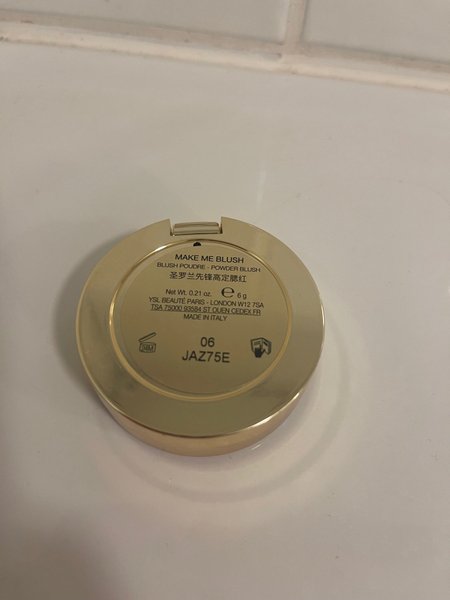 MAKE ME BLUSH
BLUSH POUDRE - POWDER BLUSH
圣罗兰先锋高定腮红
Net Wt. 0.21 oz. ℮ 6 g
YSL BEAUTÉ PARIS - LONDON W12 7SA
TSA 75000 93584 ST OUEN CEDEX FR
MADE IN ITALY
06
JAZ75E